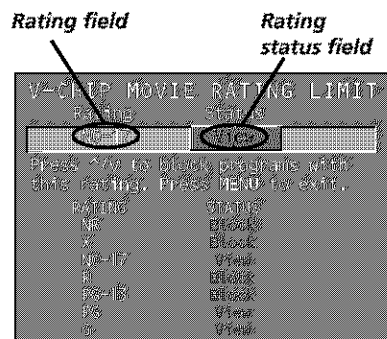 Rating field
Rating status field
V-CHIP MOVIE RATING LIMIT
Rating Status
View
Press ^/v to block programs with
this rating. Press MENU to exit.
RATING STATUS
NR Block
X Block
NC-17 View
R Block
PG-13 Block
PG View
G View